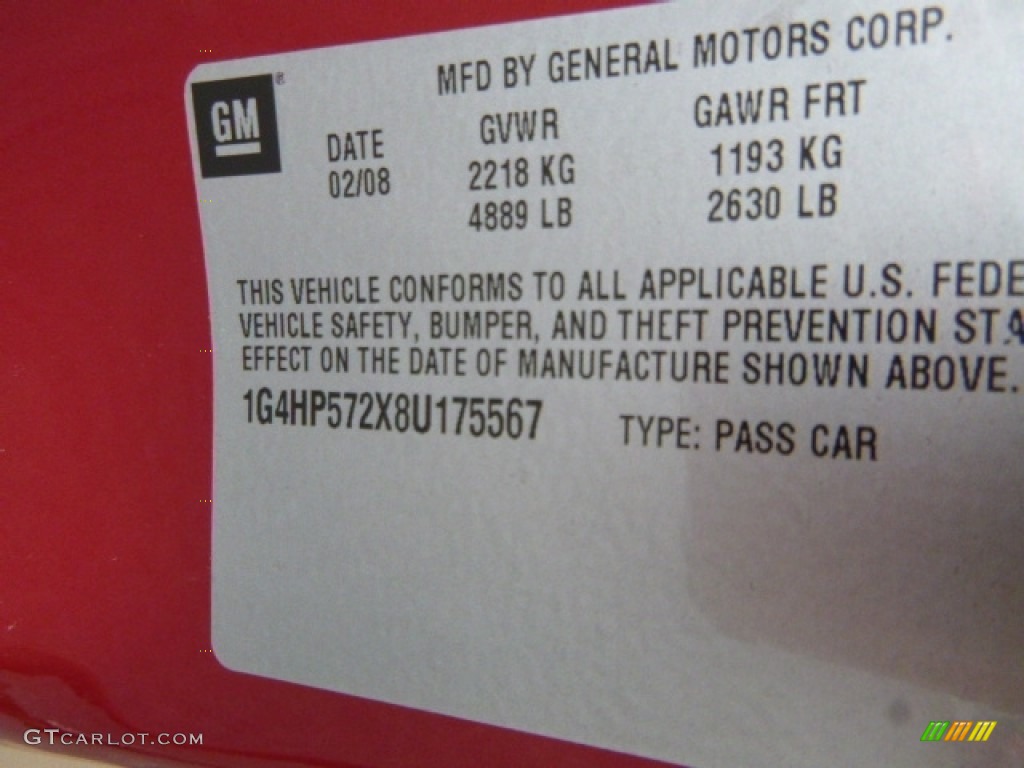 MFD BY GENERAL MOTORS CORP.
GM ®
DATE GVWR GAWR FRT
02/08 2218 KG 1193 KG
4889 LB 2630 LB
THIS VEHICLE CONFORMS TO ALL APPLICABLE U.S. FEDE
VEHICLE SAFETY, BUMPER, AND THEFT PREVENTION STA
EFFECT ON THE DATE OF MANUFACTURE SHOWN ABOVE.
1G4HP572X8U175567 TYPE: PASS CAR
GTCARLOT.COM